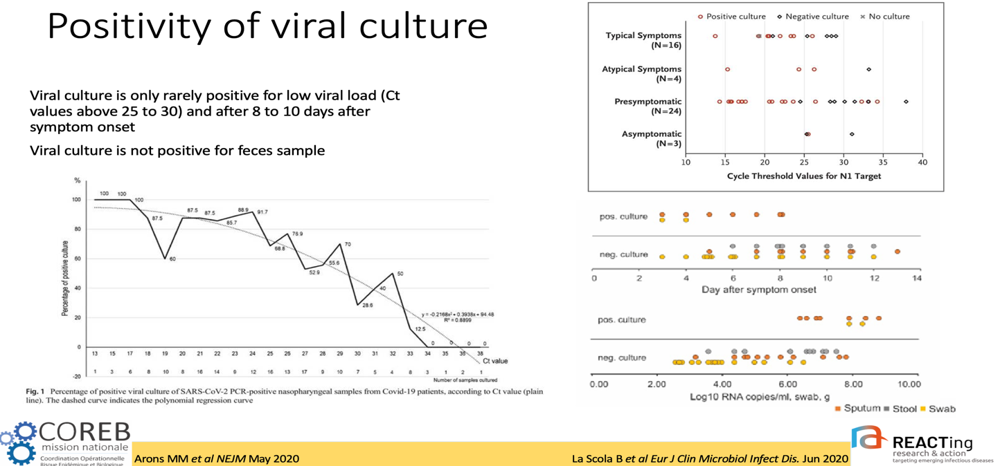 Positivity of viral culture
Viral culture is only rarely positive for low viral load (Ct
values above 25 to 30) and after 8 to 10 days after
symptom onset
Viral culture is not positive for feces sample
%
Percentage of positive culture
100
80
60
40
20
0
-20
100 100 100 87.5 60 87.5 87.5 85.7 88.9 91.7 68.8 76.9 52.9 55.6 70 28.6 40 50 12.5 0 0 0 0
y = -0.2168x² + 0.3938x + 94.48
R² = 0.8899
13 15 17 18 19 20 21 22 23 24 25 26 27 28 29 30 31 32 33 34 35 36 38
Ct value
1 3 6 8 10 8 16 14 9 12 16 13 17 9 10 7 5 4 8 3 1 2 1
Number of samples cultured
Fig. 1 Percentage of positive viral culture of SARS-CoV-2 PCR-positive nasopharyngeal samples from Covid-19 patients, according to Ct value (plain
line). The dashed curve indicates the polynomial regression curve
Positive culture Negative culture No culture
Typical Symptoms
(N=16)
Atypical Symptoms
(N=4)
Presymptomatic
(N=24)
Asymptomatic
(N=3)
10 15 20 25 30 35 40
Cycle Threshold Values for N1 Target
pos. culture
neg. culture
0 2 4 6 8 10 12 14
Day after symptom onset
pos. culture
neg. culture
0.00 2.00 4.00 6.00 8.00 10.00
Log10 RNA copies/ml, swab, g
Sputum Stool Swab
COREB
mission nationale
Coordination Opérationnelle
Risque Epidémique et Biologique
Arons MM et al NEJM May 2020
La Scola B et al Eur J Clin Microbiol Infect Dis. Jun 2020
REACTing
research & action
targeting emerging infectious diseases